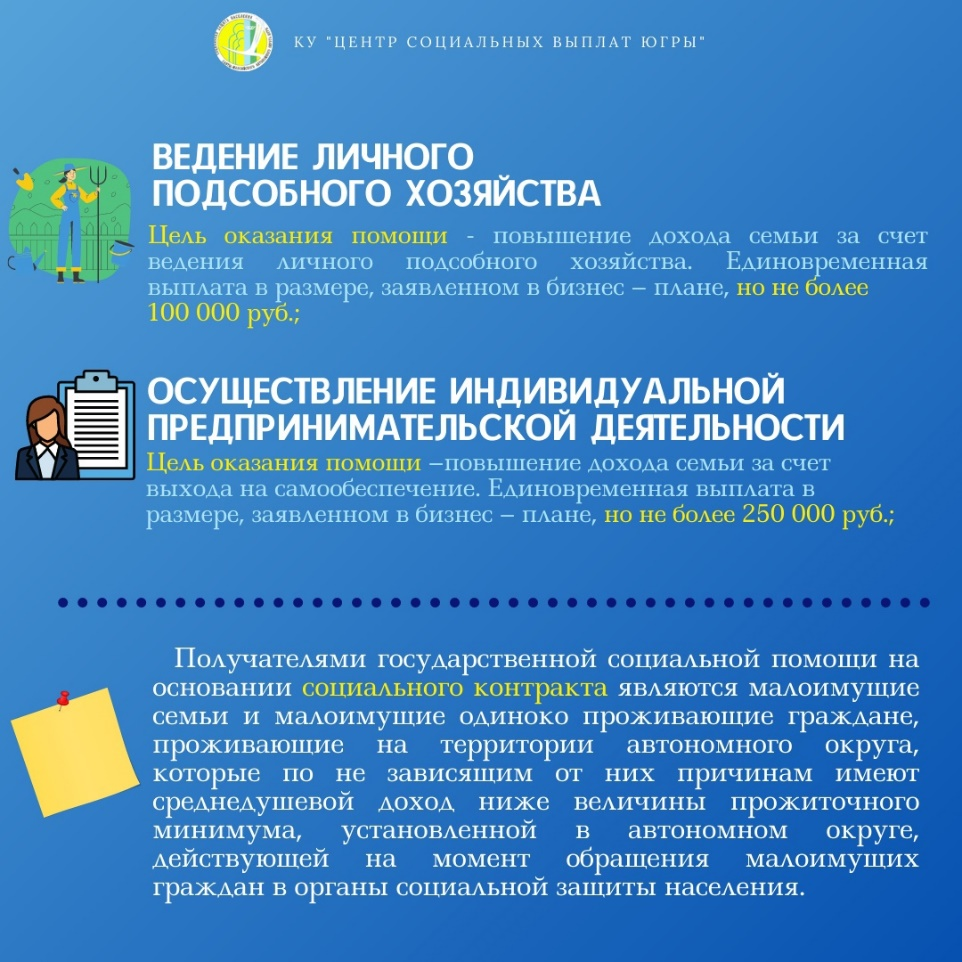 КУ "ЦЕНТР СОЦИАЛЬНЫХ ВЫПЛАТ ЮГРЫ"
ВЕДЕНИЕ ЛИЧНОГО
ПОДСОБНОГО ХОЗЯЙСТВА
Цель оказания помощи - повышение дохода семьи за счет
ведения личного подсобного хозяйства. Единовременная
выплата в размере, заявленном в бизнес – плане, но не более
100 000 руб.;
ОСУЩЕСТВЛЕНИЕ ИНДИВИДУАЛЬНОЙ
ПРЕДПРИНИМАТЕЛЬСКОЙ ДЕЯТЕЛЬНОСТИ
Цель оказания помощи –повышение дохода семьи за счет
выхода на самообеспечение. Единовременная выплата в
размере, заявленном в бизнес – плане, но не более 250 000 руб.;
Получателями государственной социальной помощи на
основании социального контракта являются малоимущие
семьи и малоимущие одиноко проживающие граждане,
проживающие на территории автономного округа,
которые по не зависящим от них причинам имеют
среднедушевой доход ниже величины прожиточного
минимума, установленной в автономном округе,
действующей на момент обращения малоимущих
граждан в органы социальной защиты населения.